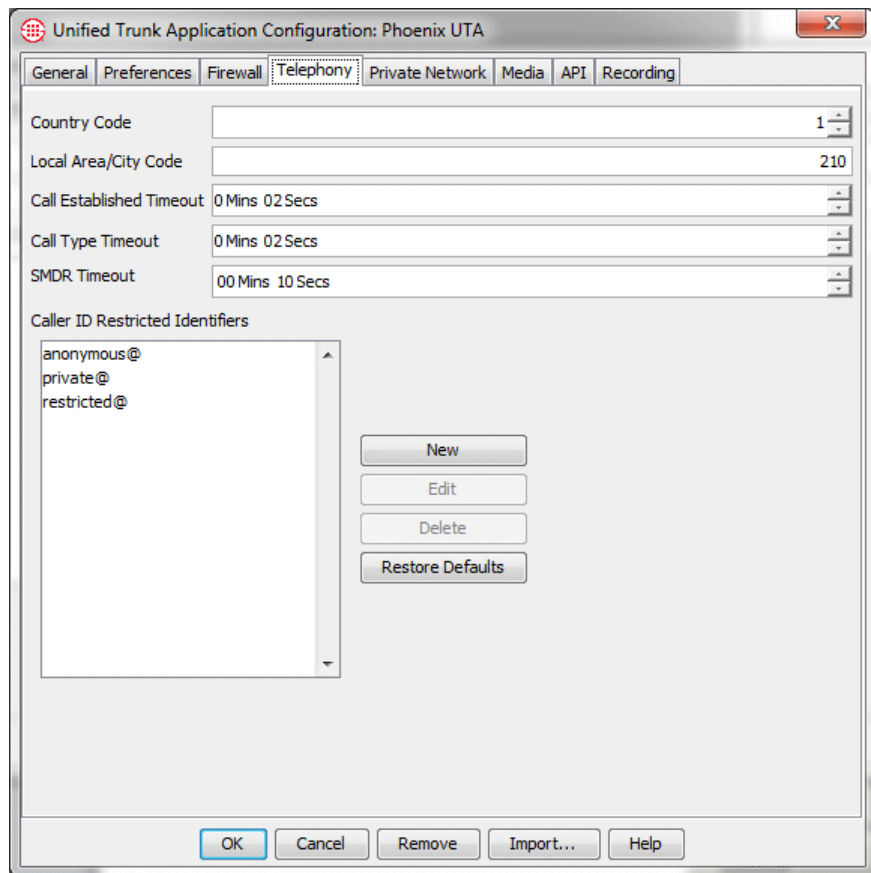 Unified Trunk Application Configuration: Phoenix UTA
General Preferences Firewall Telephony Private Network Media API Recording
Country Code 1
Local Area/City Code 210
Call Established Timeout 0 Mins 02 Secs
Call Type Timeout 0 Mins 02 Secs
SMDR Timeout 00 Mins 10 Secs
Caller ID Restricted Identifiers
anonymous@
private@
restricted@
New
Edit
Delete
Restore Defaults
OK Cancel Remove Import... Help